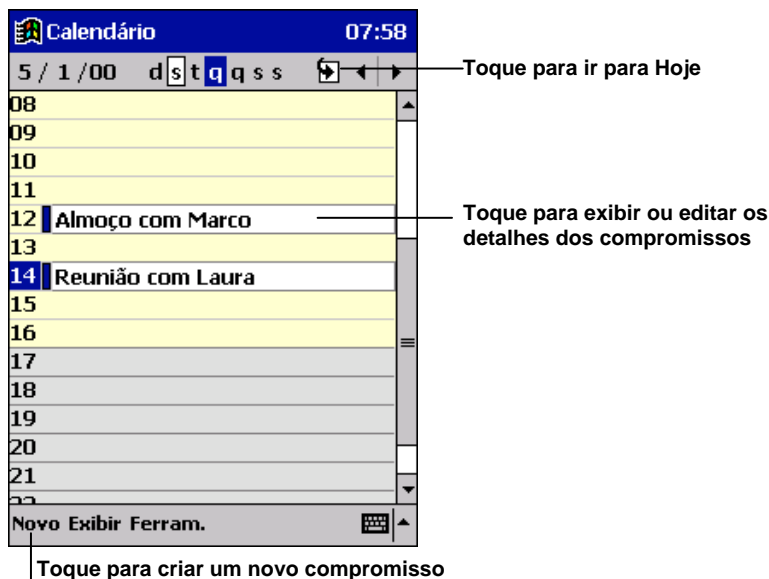 Calendário 07:58
5 / 1 /00 d s t q q s s
Toque para ir para Hoje
08
09
10
11
12 Almoço com Marco
Toque para exibir ou editar os
detalhes dos compromissos
13
14 Reunião com Laura
15
16
17
18
19
20
21
22
Novo Exibir Ferram.
Toque para criar um novo compromisso